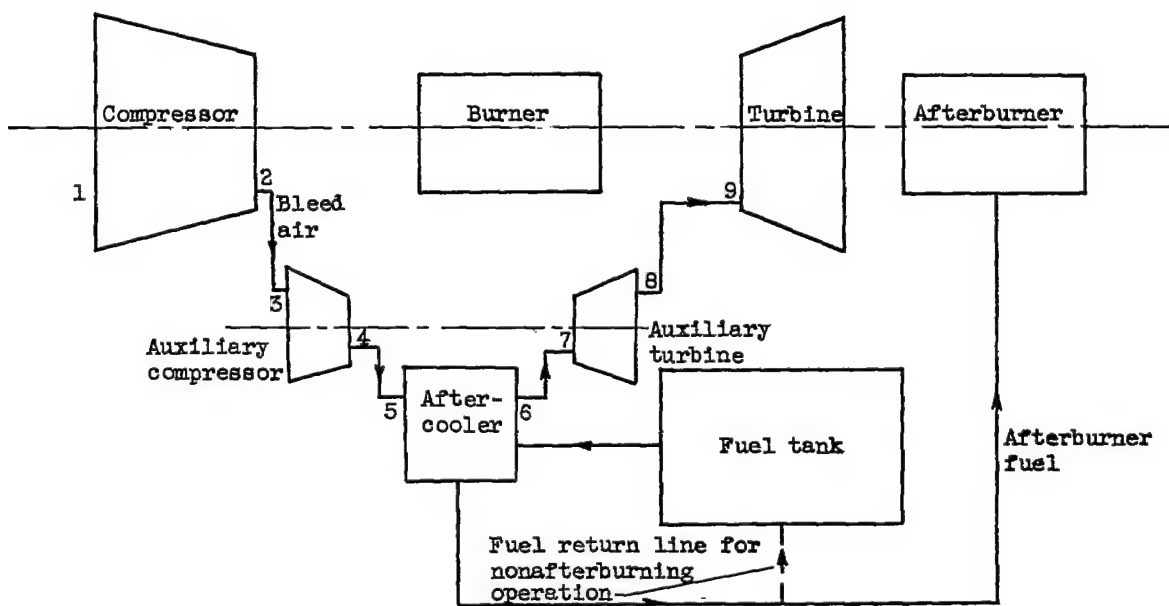 Compressor
Burner
Turbine
Afterburner
1
2
Bleed
air
9
3
8
4
7
Auxiliary
compressor
Auxiliary
turbine
5
After-
cooler
6
Fuel tank
Afterburner
fuel
Fuel return line for
nonafterburning
operation